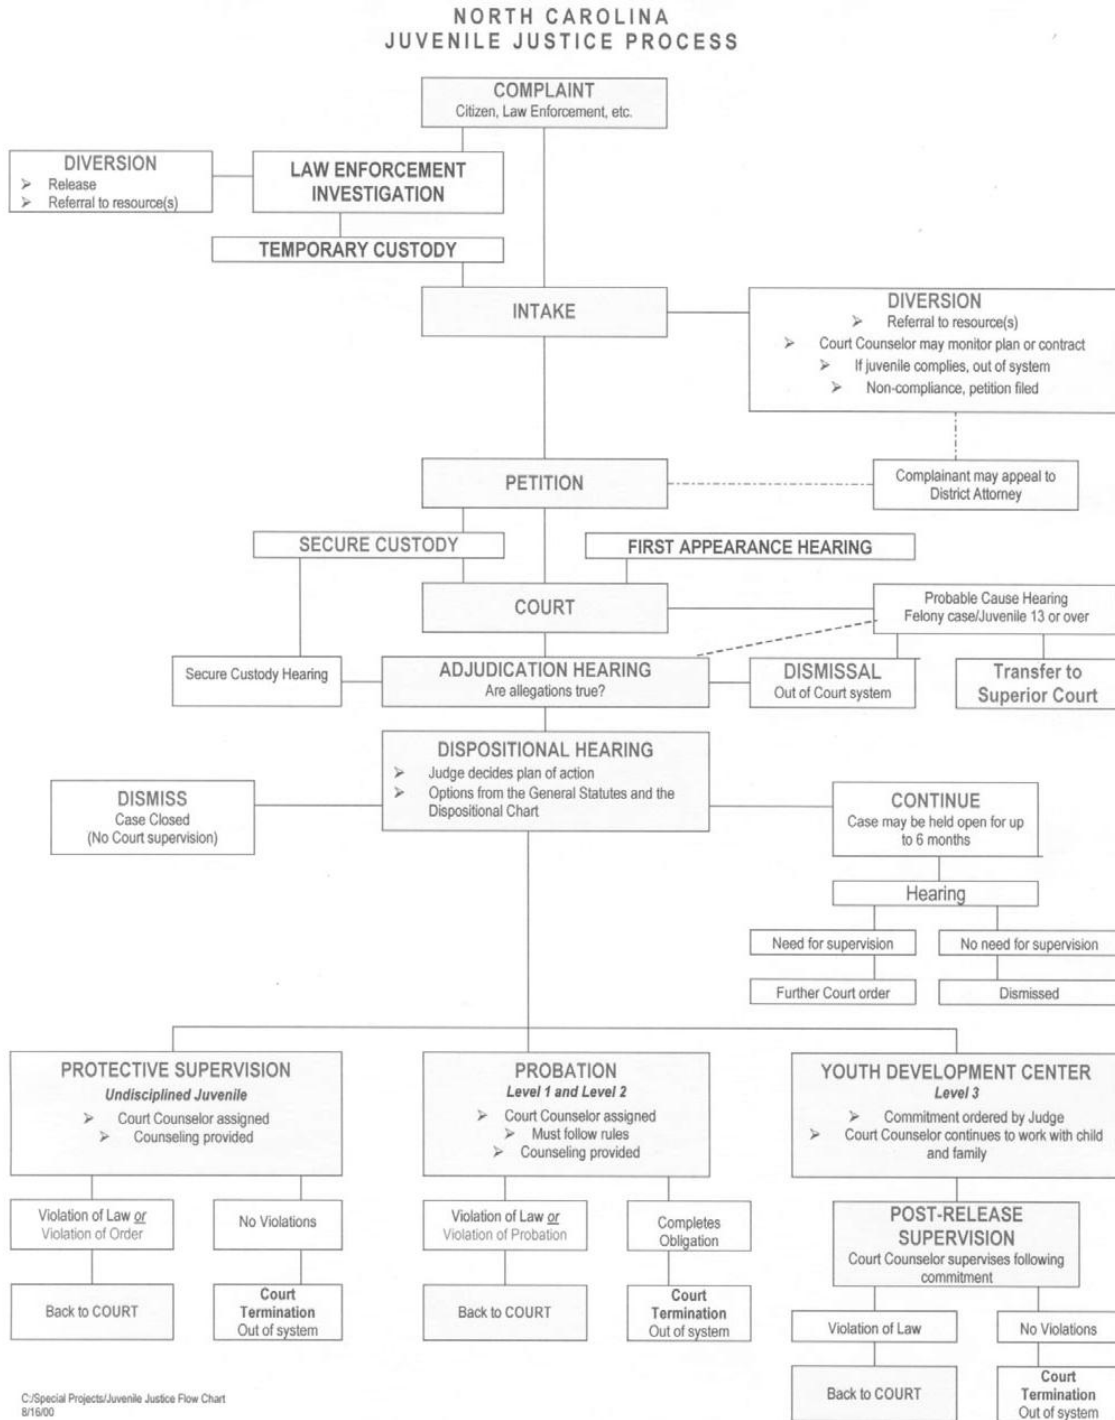 NORTH CAROLINA
JUVENILE JUSTICE PROCESS
COMPLAINT
Citizen, Law Enforcement, etc.
DIVERSION
➢ Release
➢ Referral to resource(s)
LAW ENFORCEMENT
INVESTIGATION
TEMPORARY CUSTODY
INTAKE
DIVERSION
➢ Referral to resource(s)
➢ Court Counselor may monitor plan or contract
➢ If juvenile complies, out of system
➢ Non-compliance, petition filed
PETITION
Complainant may appeal to
District Attorney
SECURE CUSTODY
FIRST APPEARANCE HEARING
COURT
Probable Cause Hearing
Felony case/Juvenile 13 or over
Secure Custody Hearing
ADJUDICATION HEARING
Are allegations true?
DISMISSAL
Out of Court system
Transfer to
Superior Court
DISPOSITIONAL HEARING
➢ Judge decides plan of action
➢ Options from the General Statutes and the
Dispositional Chart
DISMISS
Case Closed
(No Court supervision)
CONTINUE
Case may be held open for up
to 6 months
Hearing
Need for supervision
No need for supervision
Further Court order
Dismissed
PROTECTIVE SUPERVISION
Undisciplined Juvenile
➢ Court Counselor assigned
➢ Counseling provided
PROBATION
Level 1 and Level 2
➢ Court Counselor assigned
➢ Must follow rules
➢ Counseling provided
YOUTH DEVELOPMENT CENTER
Level 3
➢ Commitment ordered by Judge
➢ Court Counselor continues to work with child
and family
Violation of Law or
Violation of Order
No Violations
Violation of Law or
Violation of Probation
Completes
Obligation
POST-RELEASE
SUPERVISION
Court Counselor supervises following
commitment
Back to COURT
Court
Termination
Out of system
Back to COURT
Court
Termination
Out of system
Violation of Law
No Violations
Back to COURT
Court
Termination
Out of system
C:/Special Projects/Juvenile Justice Flow Chart
8/16/00